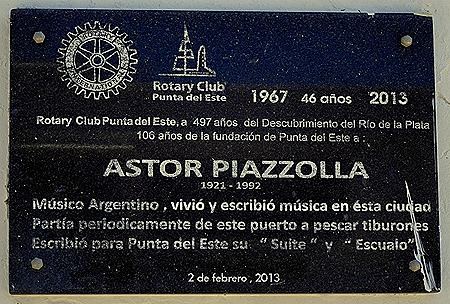 ROTARY INTERNATIONAL
Rotary Club
Punta del Este
1967 46 años 2013
Rotary Club Punta del Este, a 497 años del Descubrimiento del Río de la Plata
106 años de la fundación de Punta del Este a :
ASTOR PIAZZOLLA
1921 - 1992
Músico Argentino , vivió y escribió música en ésta ciudad
Partía periodicamente de este puerto a pescar tiburones
Escribió para Punta del Este su “ Suite “ y “ Escualo”
2 de febrero , 2013